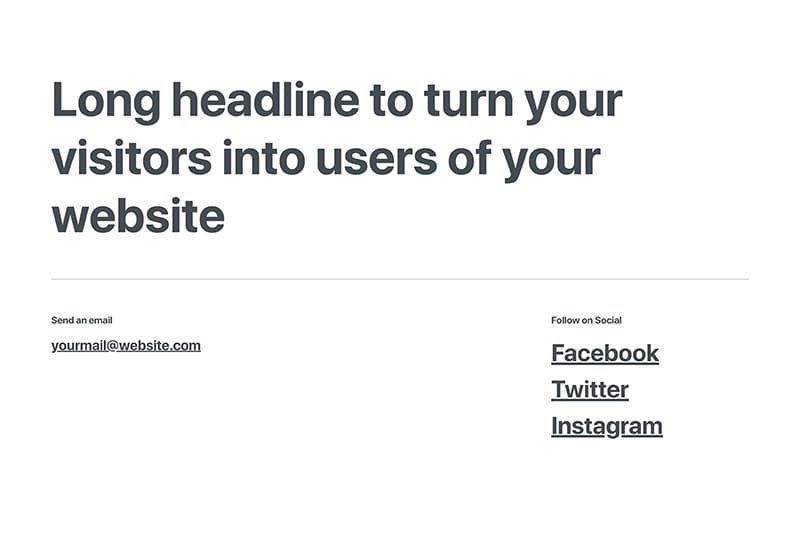 Long headline to turn your
visitors into users of your
website
Send an email
yourmail@website.com
Follow on Social
Facebook
Twitter
Instagram